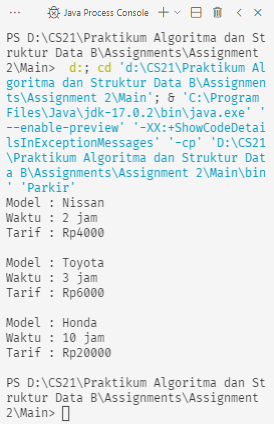 Java Process Console
PS D:\CS21\Praktikum Algoritma dan St
ruktur Data B\Assignments\Assignment
2\Main>  d:; cd 'd:\CS21\Praktikum Al
goritma dan Struktur Data B\Assignmen
ts\Assignment 2\Main'; & 'C:\Program
Files\Java\jdk-17.0.2\bin\java.exe' '
--enable-preview' '-XX:+ShowCodeDetai
lsInExceptionMessages' '-cp' 'D:\CS21
\Praktikum Algoritma dan Struktur Dat
a B\Assignments\Assignment 2\Main\bin
' 'Parkir'
Model : Nissan
Waktu : 2 jam
Tarif : Rp4000
Model : Toyota
Waktu : 3 jam
Tarif : Rp6000
Model : Honda
Waktu : 10 jam
Tarif : Rp20000
PS D:\CS21\Praktikum Algoritma dan St
ruktur Data B\Assignments\Assignment
2\Main>